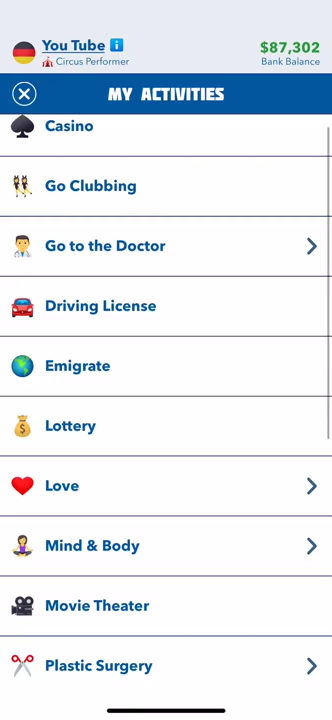 You Tube
$87,302
Circus Performer
Bank Balance
MY ACTIVITIES
Casino
Go Clubbing
Go to the Doctor
Driving License
Emigrate
Lottery
Love
Mind & Body
Movie Theater
Plastic Surgery